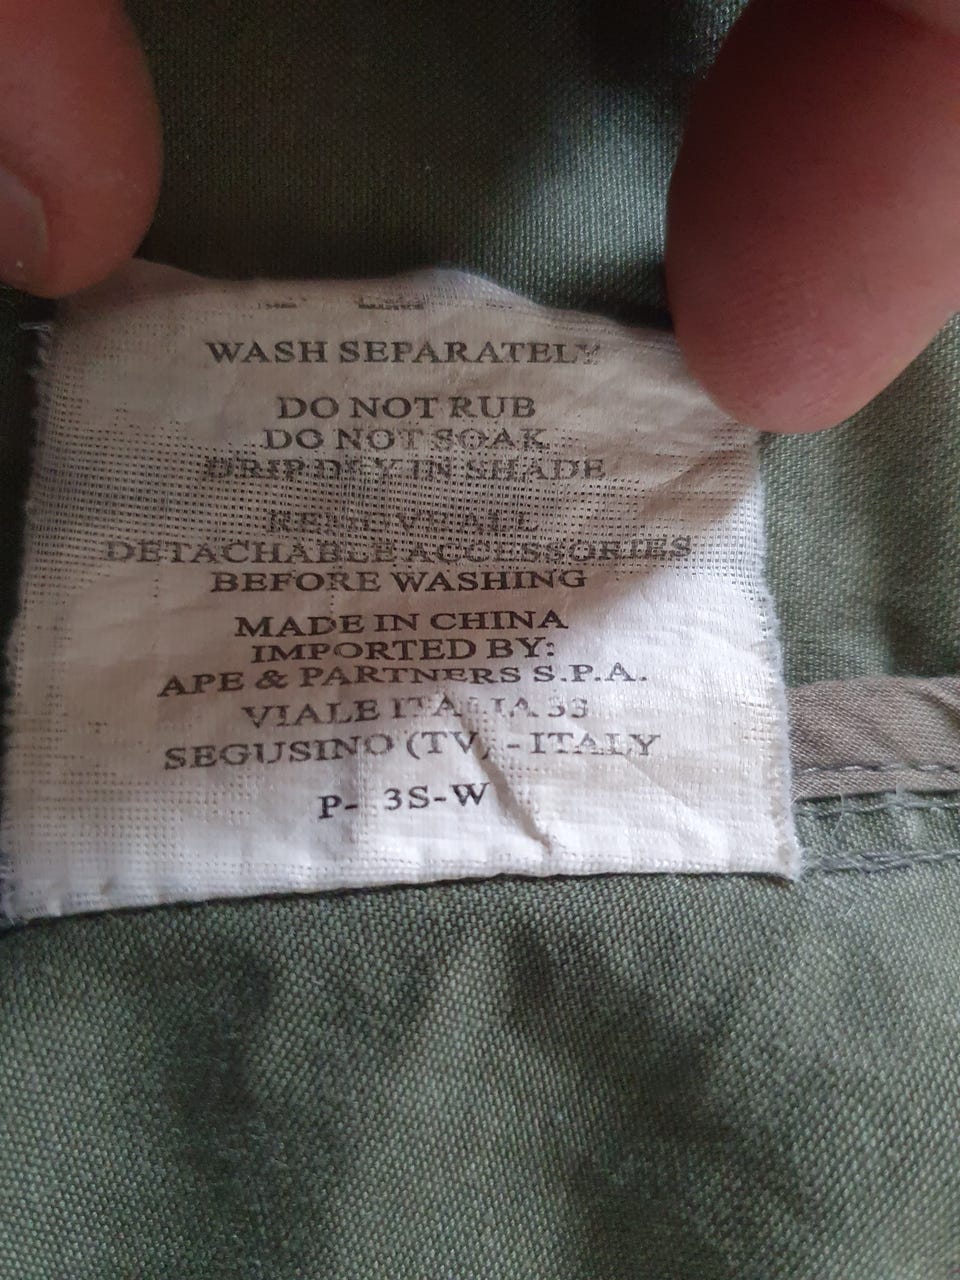 WASH SEPARATELY
DO NOT RUB
DO NOT SOAK
DRIP DRY IN SHADE
REMOVE ALL
DETACHABLE ACCESSORIES
BEFORE WASHING
MADE IN CHINA
IMPORTED BY:
APE & PARTNERS S.P.A.
VIALE ITALIA 33
SEGUSINO (TV) - ITALY
P- 3S-W